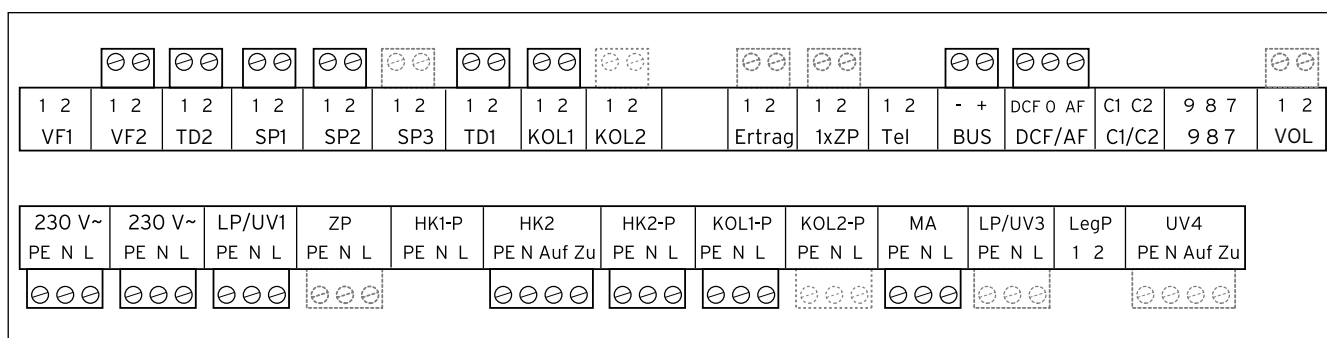 1 2 1 2 1 2 1 2 1 2 1 2 1 2 1 2 1 2 1 2 1 2 1 2 - + DCF O AF C1 C2 9 8 7 1 2
VF1 VF2 TD2 SP1 SP2 SP3 TD1 KOL1 KOL2 Ertrag 1xZP Tel BUS DCF/AF C1/C2 9 8 7 VOL
230 V~ 230 V~ LP/UV1 ZP HK1-P HK2 HK2-P KOL1-P KOL2-P MA LP/UV3 LegP UV4
PE N L PE N L PE N L PE N L PE N L PE N Auf Zu PE N L PE N L PE N L PE N L PE N L 1 2 PE N Auf Zu